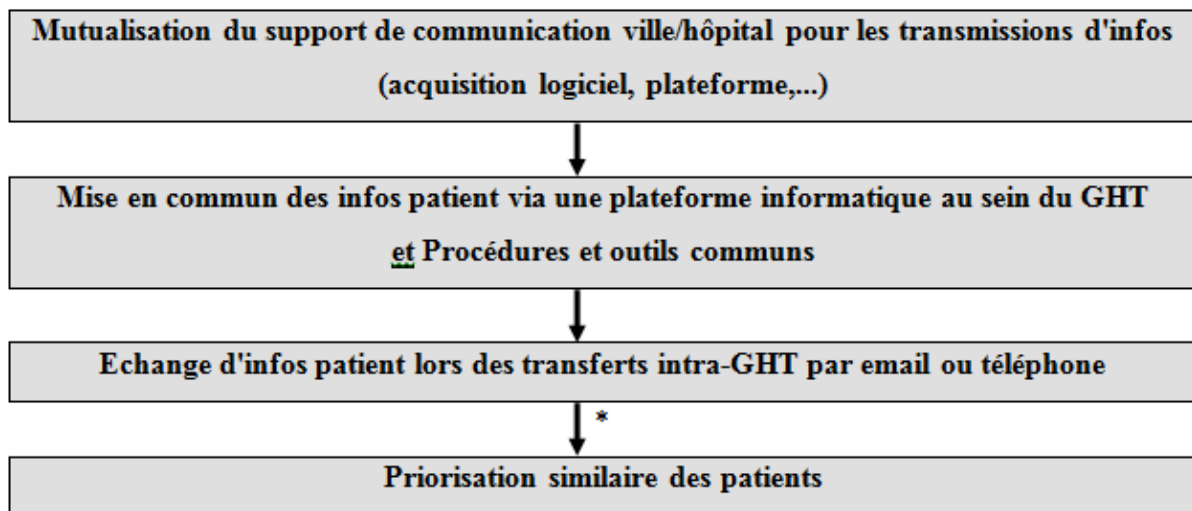 Mutualisation du support de communication ville/hôpital pour les transmissions d'infos
(acquisition logiciel, plateforme,...)
Mise en commun des infos patient via une plateforme informatique au sein du GHT
et Procédures et outils communs
Echange d'infos patient lors des transferts intra-GHT par email ou téléphone
*
Priorisation similaire des patients